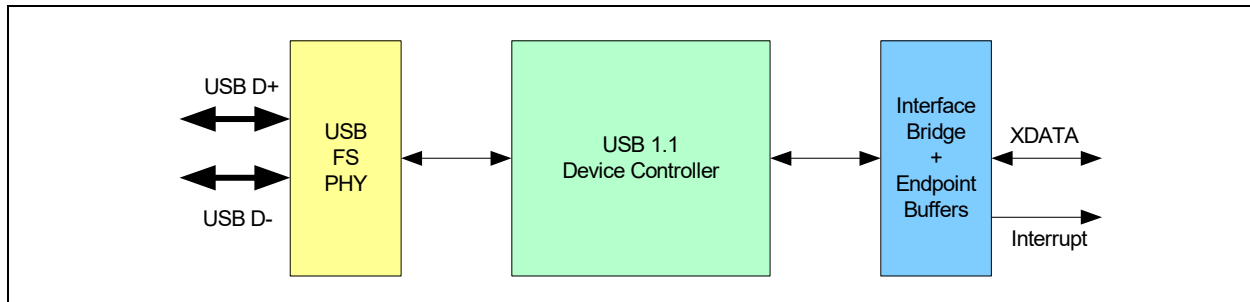 USB D+
USB D-
USB
FS
PHY
USB 1.1
Device Controller
Interface
Bridge
+
Endpoint
Buffers
XDATA
Interrupt